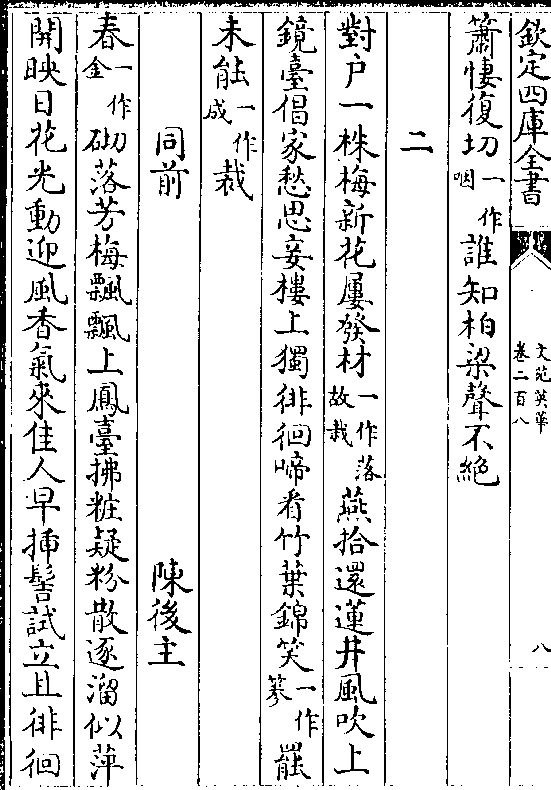 欽定四庫全書
文苑英華
卷二百八
八
簫悽復切一作咽誰知柏梁聲不絶
二
對户一株梅新花屢發材一作落故栽燕拾還蓮井風吹上
鏡臺倡家愁思妾樓上獨徘徊啼看竹葉錦笑一作篸罷
未能一作成裁
同前 陳後主
春一作金砌落芳梅飄飄上鳳臺拂粧疑粉散逐溜似萍
開映日花光動迎風香氣來佳人早插髻試立且徘徊